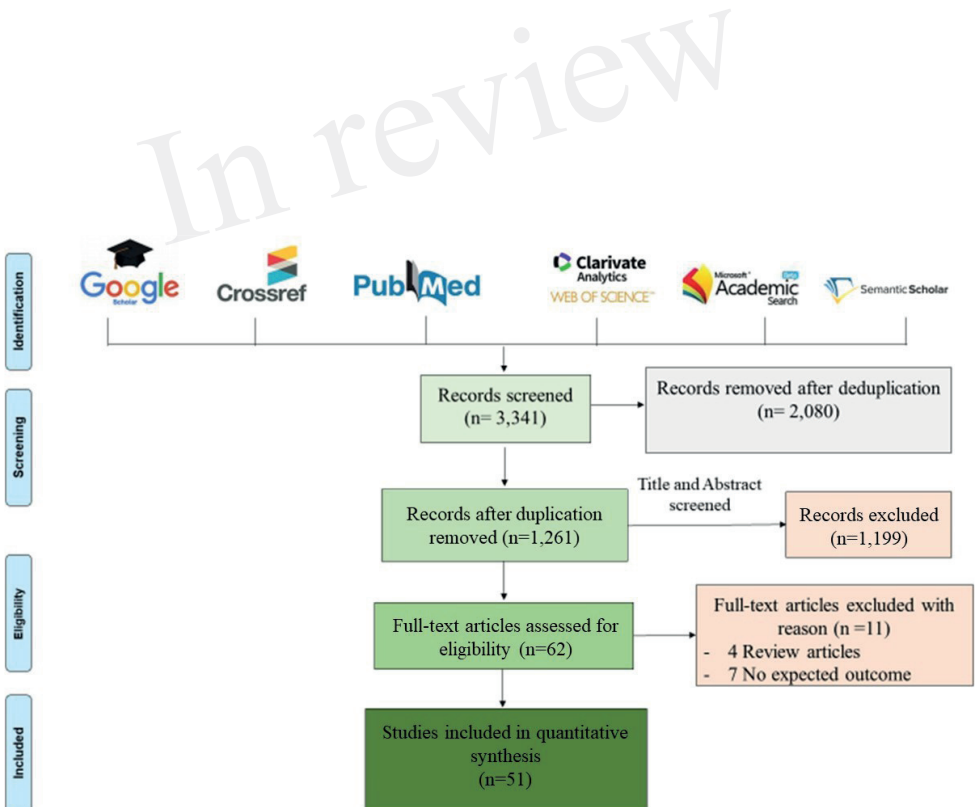 In review
Identification
Google
Scholar
Crossref
PubMed
Clarivate
Analytics
WEB OF SCIENCE™
Microsoft®
Academic
Beta
Search
Semantic Scholar
Screening
Records screened
(n= 3,341)
Records removed after deduplication
(n= 2,080)
Records after duplication
removed (n=1,261)
Title and Abstract
screened
Records excluded
(n=1,199)
Eligibility
Full-text articles assessed for
eligibility (n=62)
Full-text articles excluded with
reason (n =11)
- 4 Review articles
- 7 No expected outcome
Included
Studies included in quantitative
synthesis
(n=51)